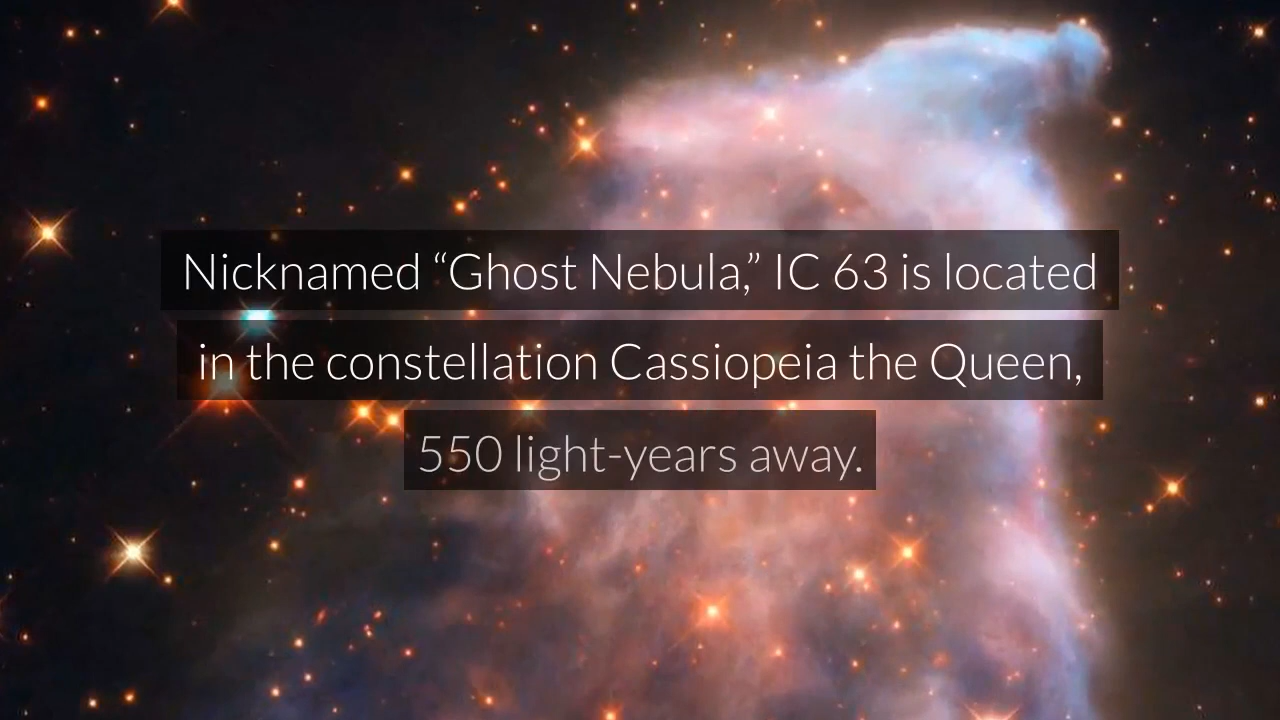 Nicknamed “Ghost Nebula,” IC 63 is located
in the constellation Cassiopeia the Queen,
550 light-years away.